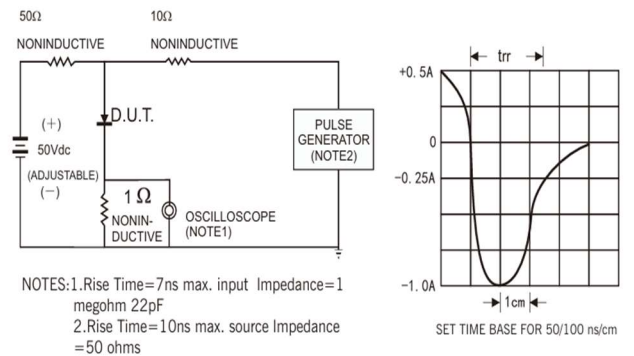 50Ω
NONINDUCTIVE
10Ω
NONINDUCTIVE
(+)
50Vdc
(ADJUSTABLE)
(−)
D.U.T.
1Ω
NONIN-
DUCTIVE
OSCILLOSCOPE
(NOTE1)
PULSE
GENERATOR
(NOTE2)
NOTES:1.Rise Time=7ns max. input Impedance=1
megohm 22pF
2.Rise Time=10ns max. source Impedance
=50 ohms
trr
+0.5A
0
-0.25A
-1.0A
1cm
SET TIME BASE FOR 50/100 ns/cm